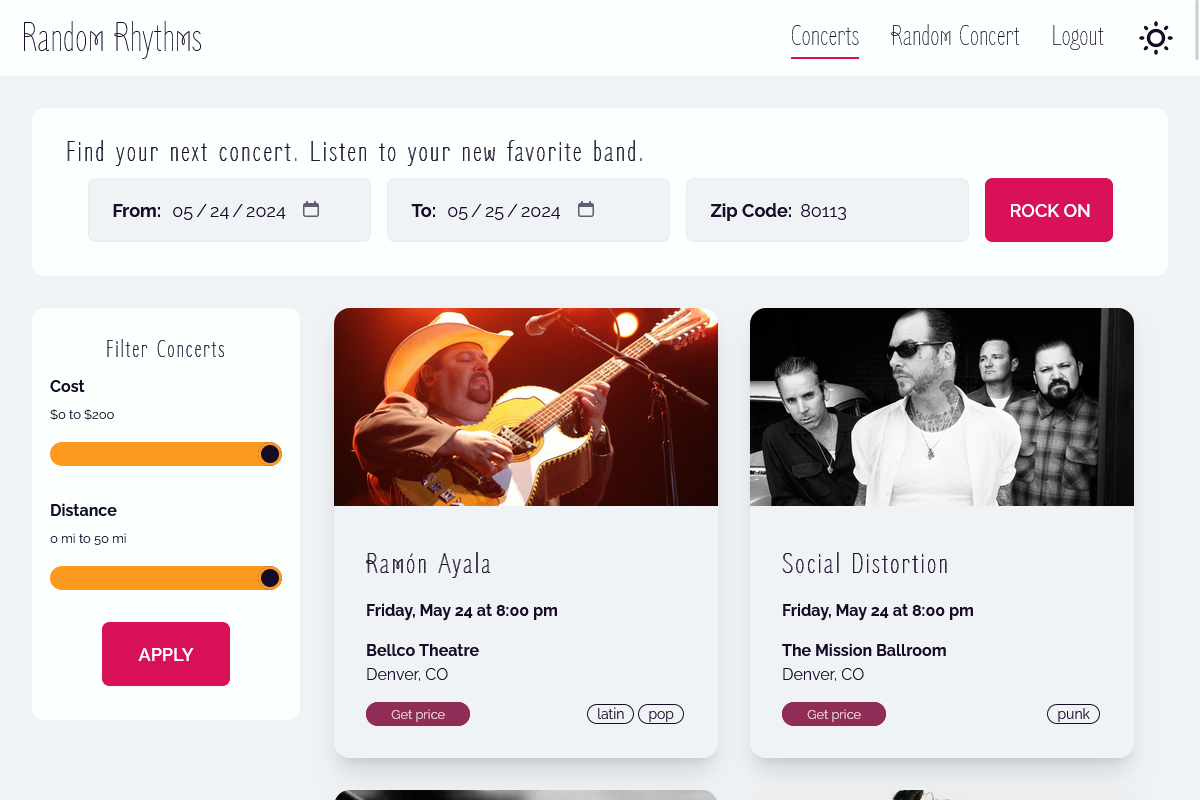 Random Rhythms
Concerts Random Concert Logout
Find your next concert. Listen to your new favorite band.
From: 05/24/2024 To: 05/25/2024 Zip Code: 80113 ROCK ON
Filter Concerts
Cost
$0 to $200
Distance
0 mi to 50 mi
APPLY
Ramón Ayala
Friday, May 24 at 8:00 pm
Bellco Theatre
Denver, CO
Get price latin pop
Social Distortion
Friday, May 24 at 8:00 pm
The Mission Ballroom
Denver, CO
Get price punk